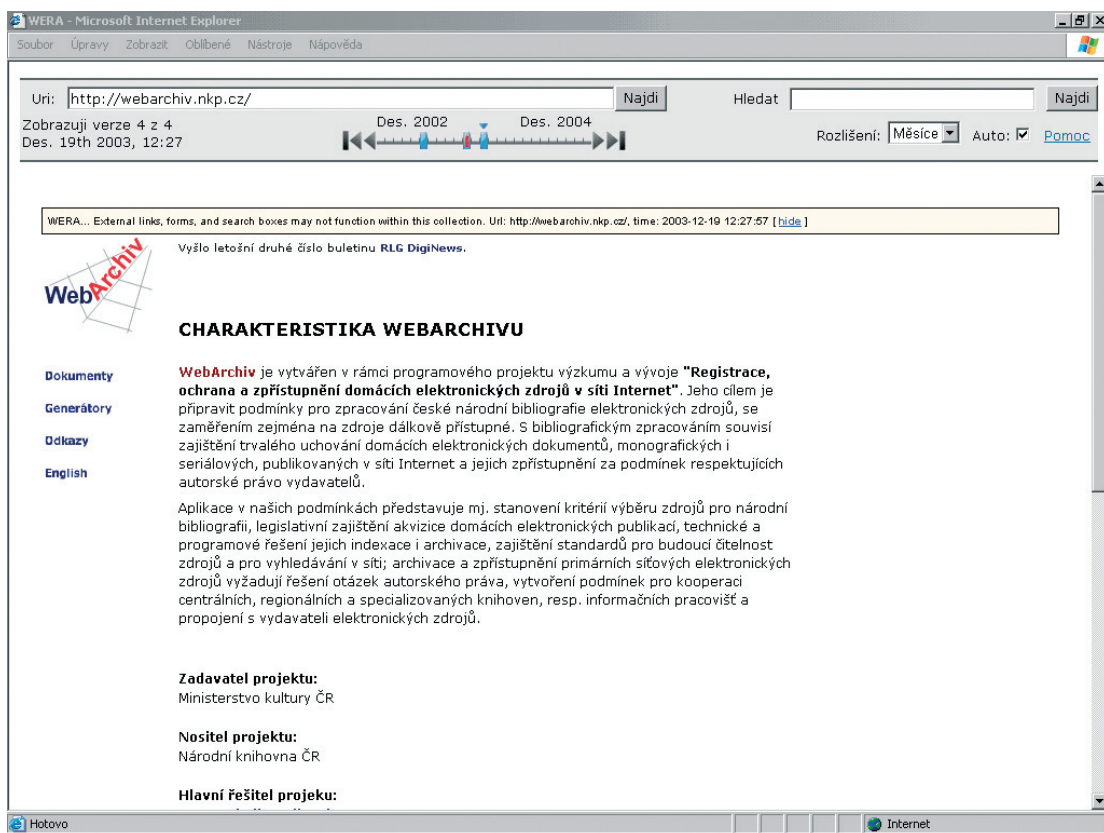 WERA - Microsoft Internet Explorer
Soubor Úpravy Zobrazit Oblíbené Nástroje Nápověda
Uri: http://webarchiv.nkp.cz/ Najdi Hledat Najdi
Zobrazuji verze 4 z 4 Des. 2002 Des. 2004 Rozlišení: Měsíce Auto: Pomoc
Des. 19th 2003, 12:27
WERA... External links, forms, and search boxes may not function within this collection. Url: http://webarchiv.nkp.cz/, time: 2003-12-19 12:27:57 [ hide ]
WebArchiv
Vyšlo letošní druhé číslo buletinu RLG DigiNews.
CHARAKTERISTIKA WEBARCHIVU
Dokumenty
Generátory
Odkazy
English
WebArchiv je vytvářen v rámci programového projektu výzkumu a vývoje "Registrace,
ochrana a zpřístupnění domácích elektronických zdrojů v síti Internet". Jeho cílem je
připravit podmínky pro zpracování české národní bibliografie elektronických zdrojů, se
zaměřením zejména na zdroje dálkově přístupné. S bibliografickým zpracováním souvisí
zajištění trvalého uchování domácích elektronických dokumentů, monografických i
seriálových, publikovaných v síti Internet a jejich zpřístupnění za podmínek respektujících
autorské právo vydavatelů.
Aplikace v našich podmínkách představuje mj. stanovení kritérií výběru zdrojů pro národní
bibliografii, legislativní zajištění akvizice domácích elektronických publikací, technické a
programové řešení jejich indexace i archivace, zajištění standardů pro budoucí čitelnost
zdrojů a pro vyhledávání v síti; archivace a zpřístupnění primárních síťových elektronických
zdrojů vyžadují řešení otázek autorského práva, vytvoření podmínek pro kooperaci
centrálních, regionálních a specializovaných knihoven, resp. informačních pracovišť a
propojení s vydavateli elektronických zdrojů.
Zadavatel projektu:
Ministerstvo kultury ČR
Nositel projektu:
Národní knihovna ČR
Hlavní řešitel projeku:
Hotovo Internet